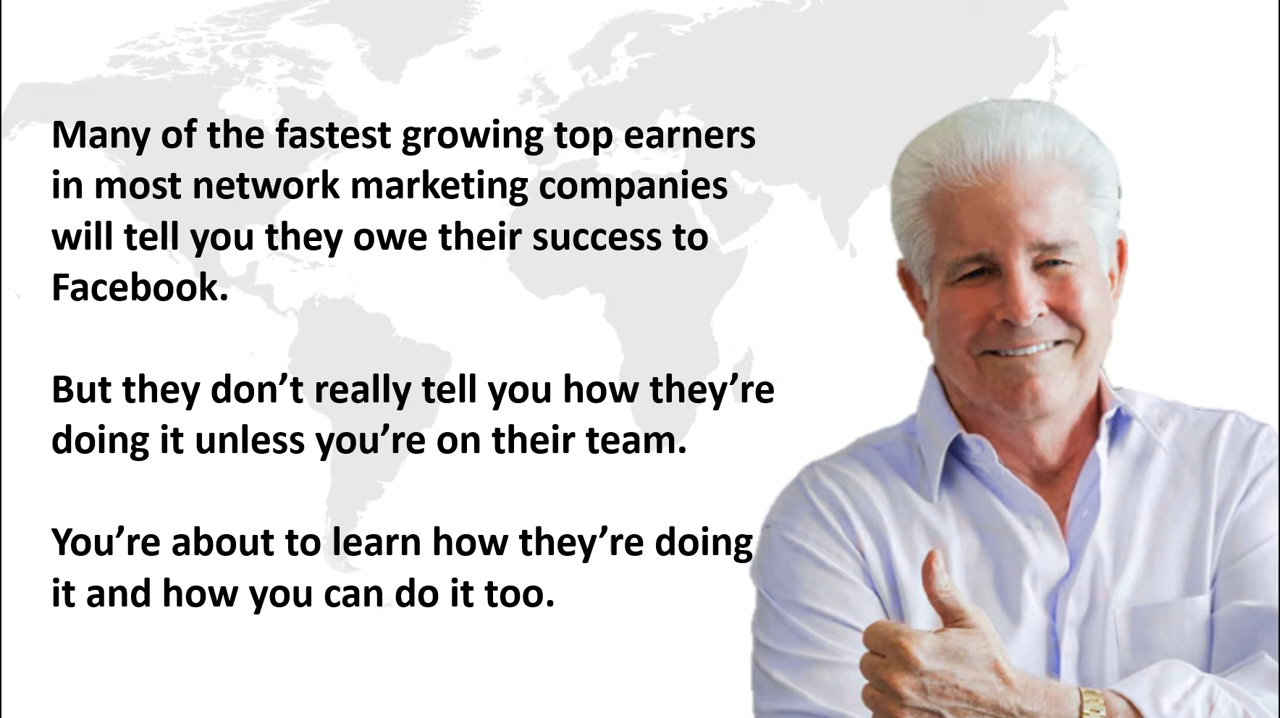 Many of the fastest growing top earners
in most network marketing companies
will tell you they owe their success to
Facebook.
But they don’t really tell you how they’re
doing it unless you’re on their team.
You’re about to learn how they’re doing
it and how you can do it too.